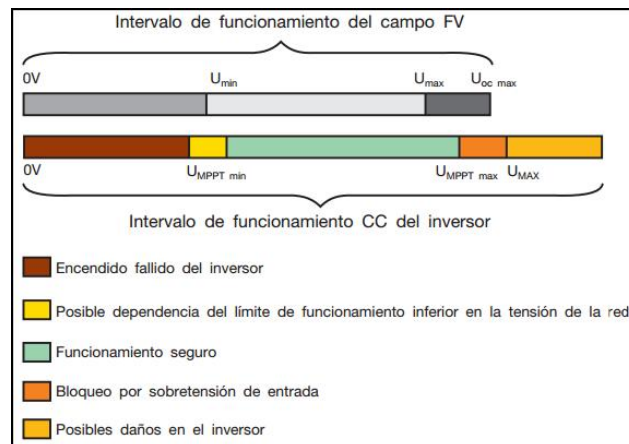 Intervalo de funcionamiento del campo FV
0V Umin Umax Uoc max
0V UMPPT min UMPPT max UMAX
Intervalo de funcionamiento CC del inversor
Encendido fallido del inversor
Posible dependencia del límite de funcionamiento inferior en la tensión de la red
Funcionamiento seguro
Bloqueo por sobretensión de entrada
Posibles daños en el inversor